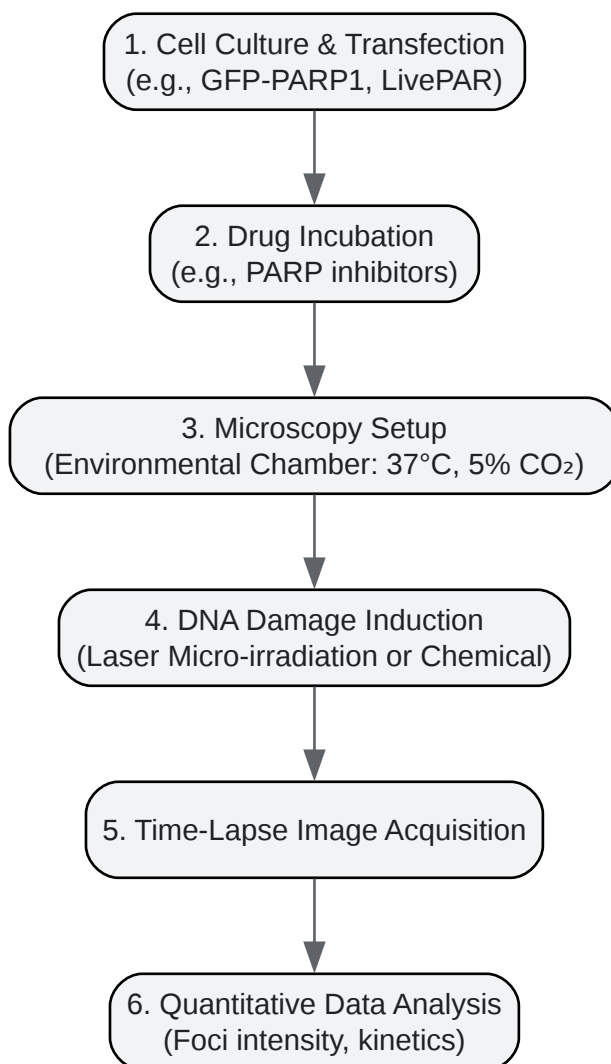 1. Cell Culture & Transfection
(e.g., GFP-PARP1, LivePAR)
2. Drug Incubation
(e.g., PARP inhibitors)
3. Microscopy Setup
(Environmental Chamber: 37°C, 5% CO₂)
4. DNA Damage Induction
(Laser Micro-irradiation or Chemical)
5. Time-Lapse Image Acquisition
6. Quantitative Data Analysis
(Foci intensity, kinetics)